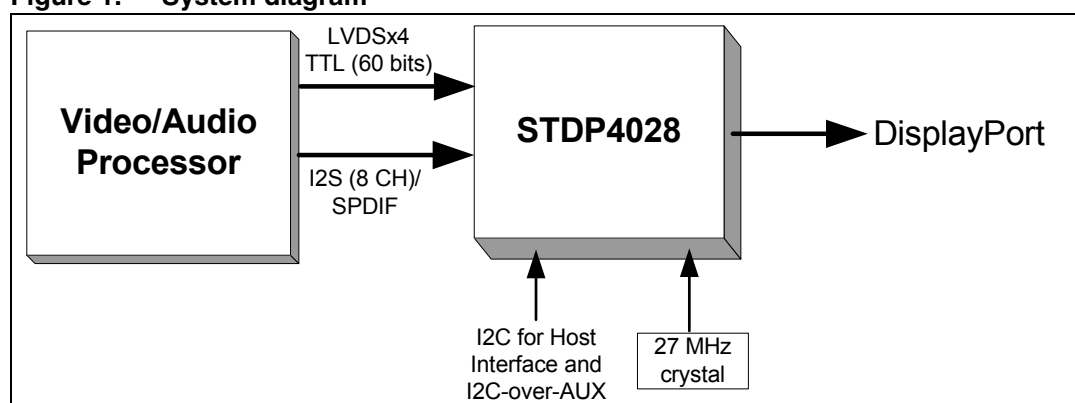 Figure 1. System diagram
LVDSx4
TTL (60 bits)
Video/Audio
Processor
I2S (8 CH)/
SPDIF
STDP4028
DisplayPort
I2C for Host
Interface and
I2C-over-AUX
27 MHz
crystal